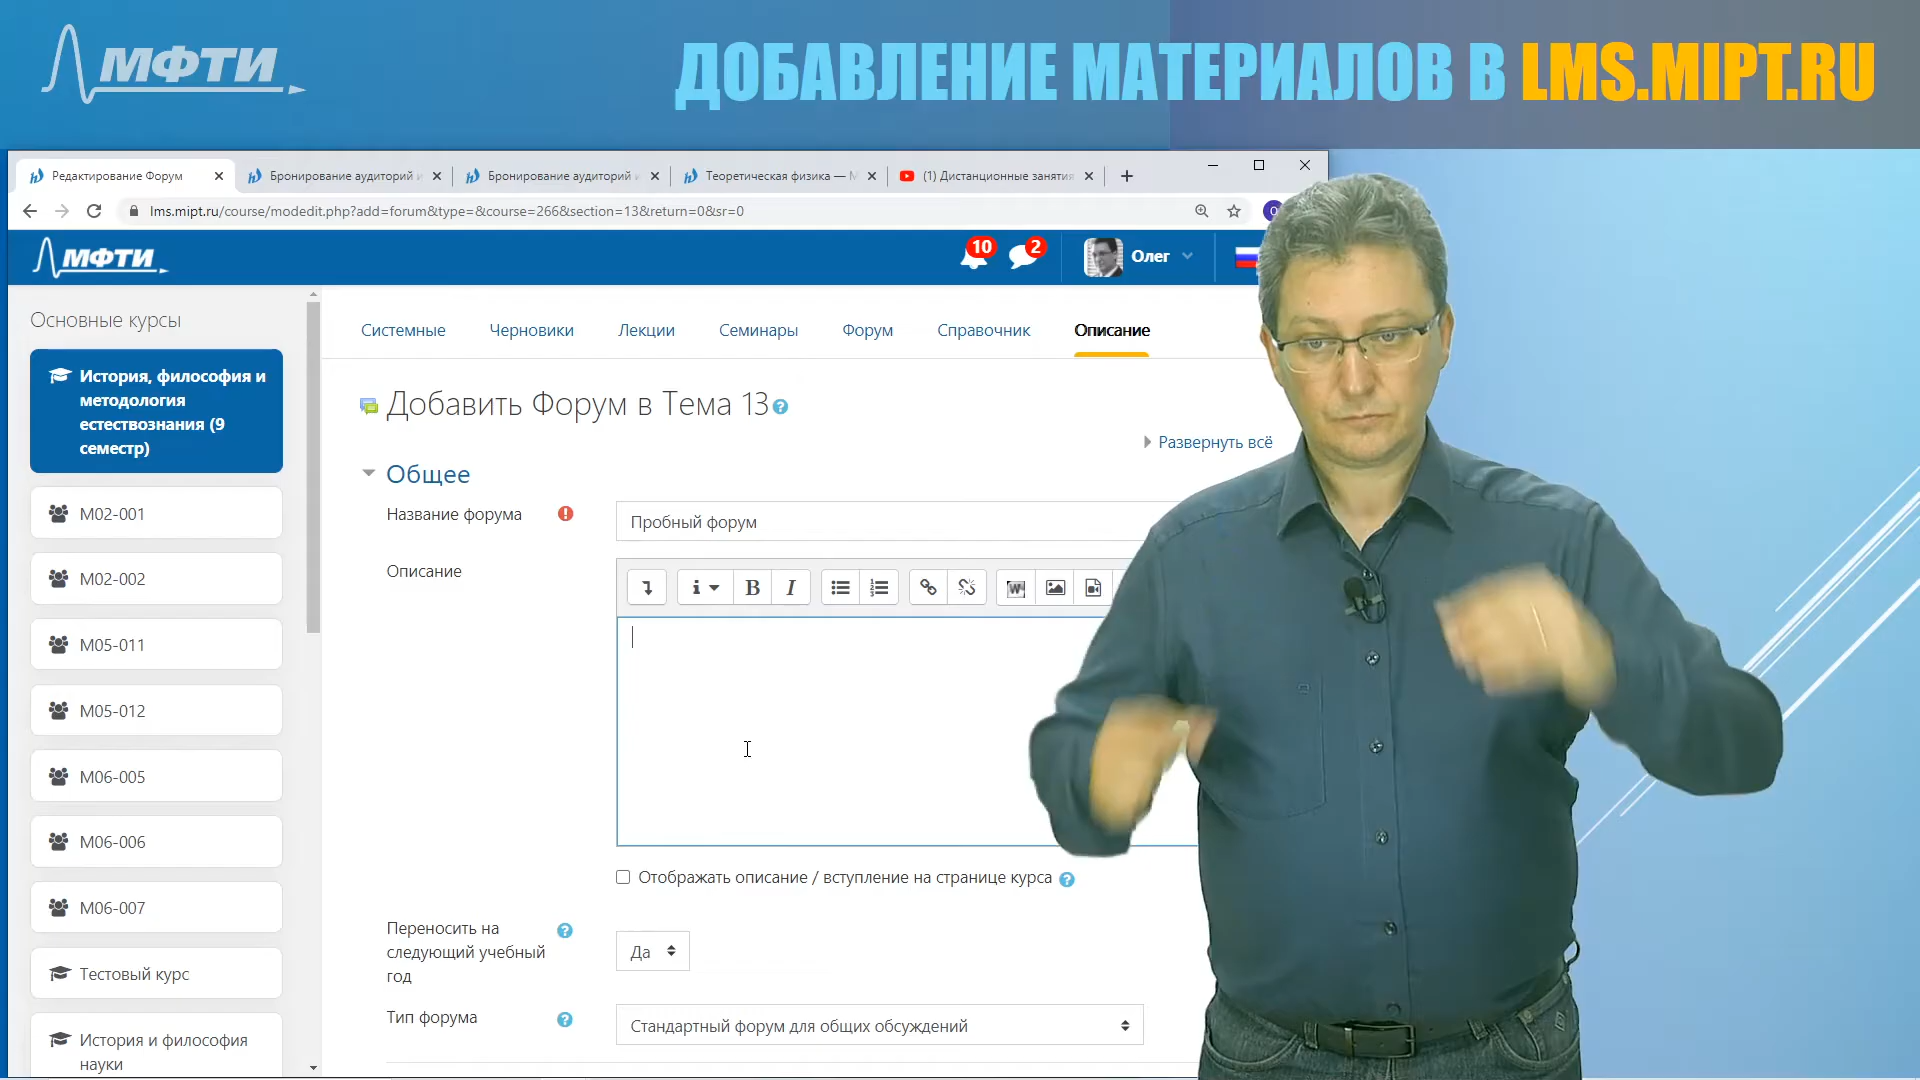 МФТИ
ДОБАВЛЕНИЕ МАТЕРИАЛОВ В LMS.MIPT.RU
Редактирование Форум
Бронирование аудиторий и
Бронирование аудиторий
Теоретическая физика — М
(1) Дистанционные занятия
lms.mipt.ru/course/modedit.php?add=forum&type=&course=266&section=13&return=0&sr=0
МФТИ
10
2
Олег
Основные курсы
История, философия и
методология
естествознания (9
семестр)
М02-001
М02-002
М05-011
М05-012
М06-005
М06-006
М06-007
Тестовый курс
История и философия
науки
Системные
Черновики
Лекции
Семинары
Форум
Справочник
Описание
Добавить Форум в Тема 13
Развернуть всё
Общее
Название форума
Пробный форум
Описание
B
I
Отображать описание / вступление на странице курса
Переносить на
следующий учебный
год
Да
Тип форума
Стандартный форум для общих обсуждений